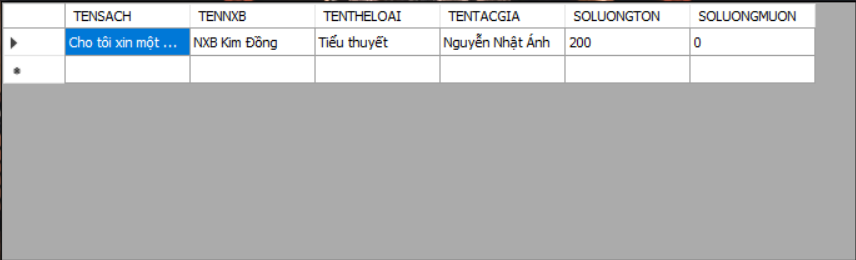 TENSACH TENNXB TENTHELOAI TENTACGIA SOLUONGTON SOLUONGMUON
Cho tôi xin một ... NXB Kim Đồng Tiểu thuyết Nguyễn Nhật Ánh 200 0